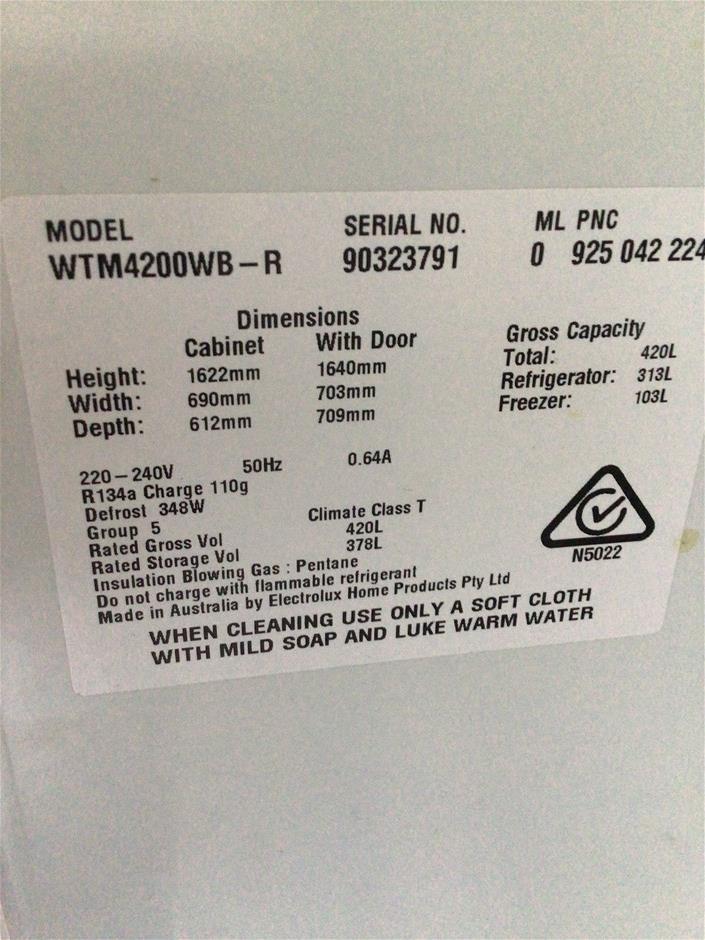 MODEL SERIAL NO. ML PNC
WTM4200WB-R 90323791 0 925 042 224
Dimensions
Cabinet With Door
Height: 1622mm 1640mm
Width: 690mm 703mm
Depth: 612mm 709mm
Gross Capacity
Total: 420L
Refrigerator: 313L
Freezer: 103L
220-240V 50Hz 0.64A
R134a Charge 110g
Defrost 348W
Group 5 Climate Class T
Rated Gross Vol 420L
Rated Storage Vol 378L
Insulation Blowing Gas : Pentane
Do not charge with flammable refrigerant
Made in Australia by Electrolux Home Products Pty Ltd
N5022
WHEN CLEANING USE ONLY A SOFT CLOTH
WITH MILD SOAP AND LUKE WARM WATER